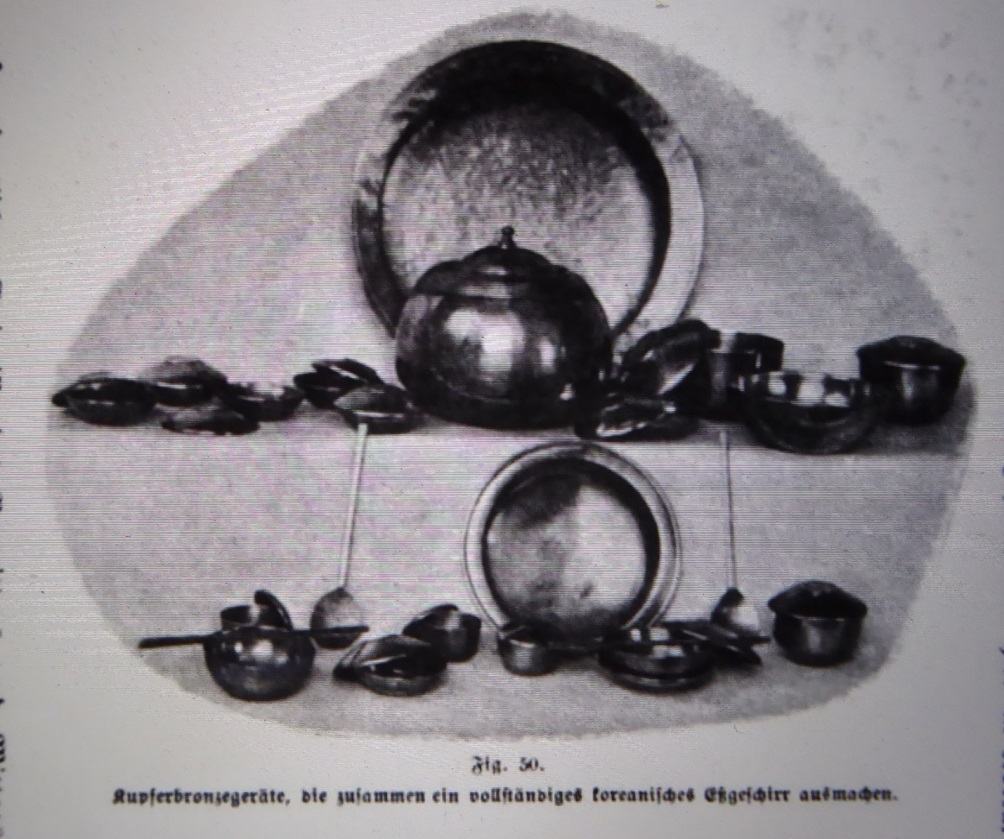 Fig. 50.
Kupferbronzegeräte, die zusammen ein vollständiges koreanisches Eßgeschirr ausmachen.